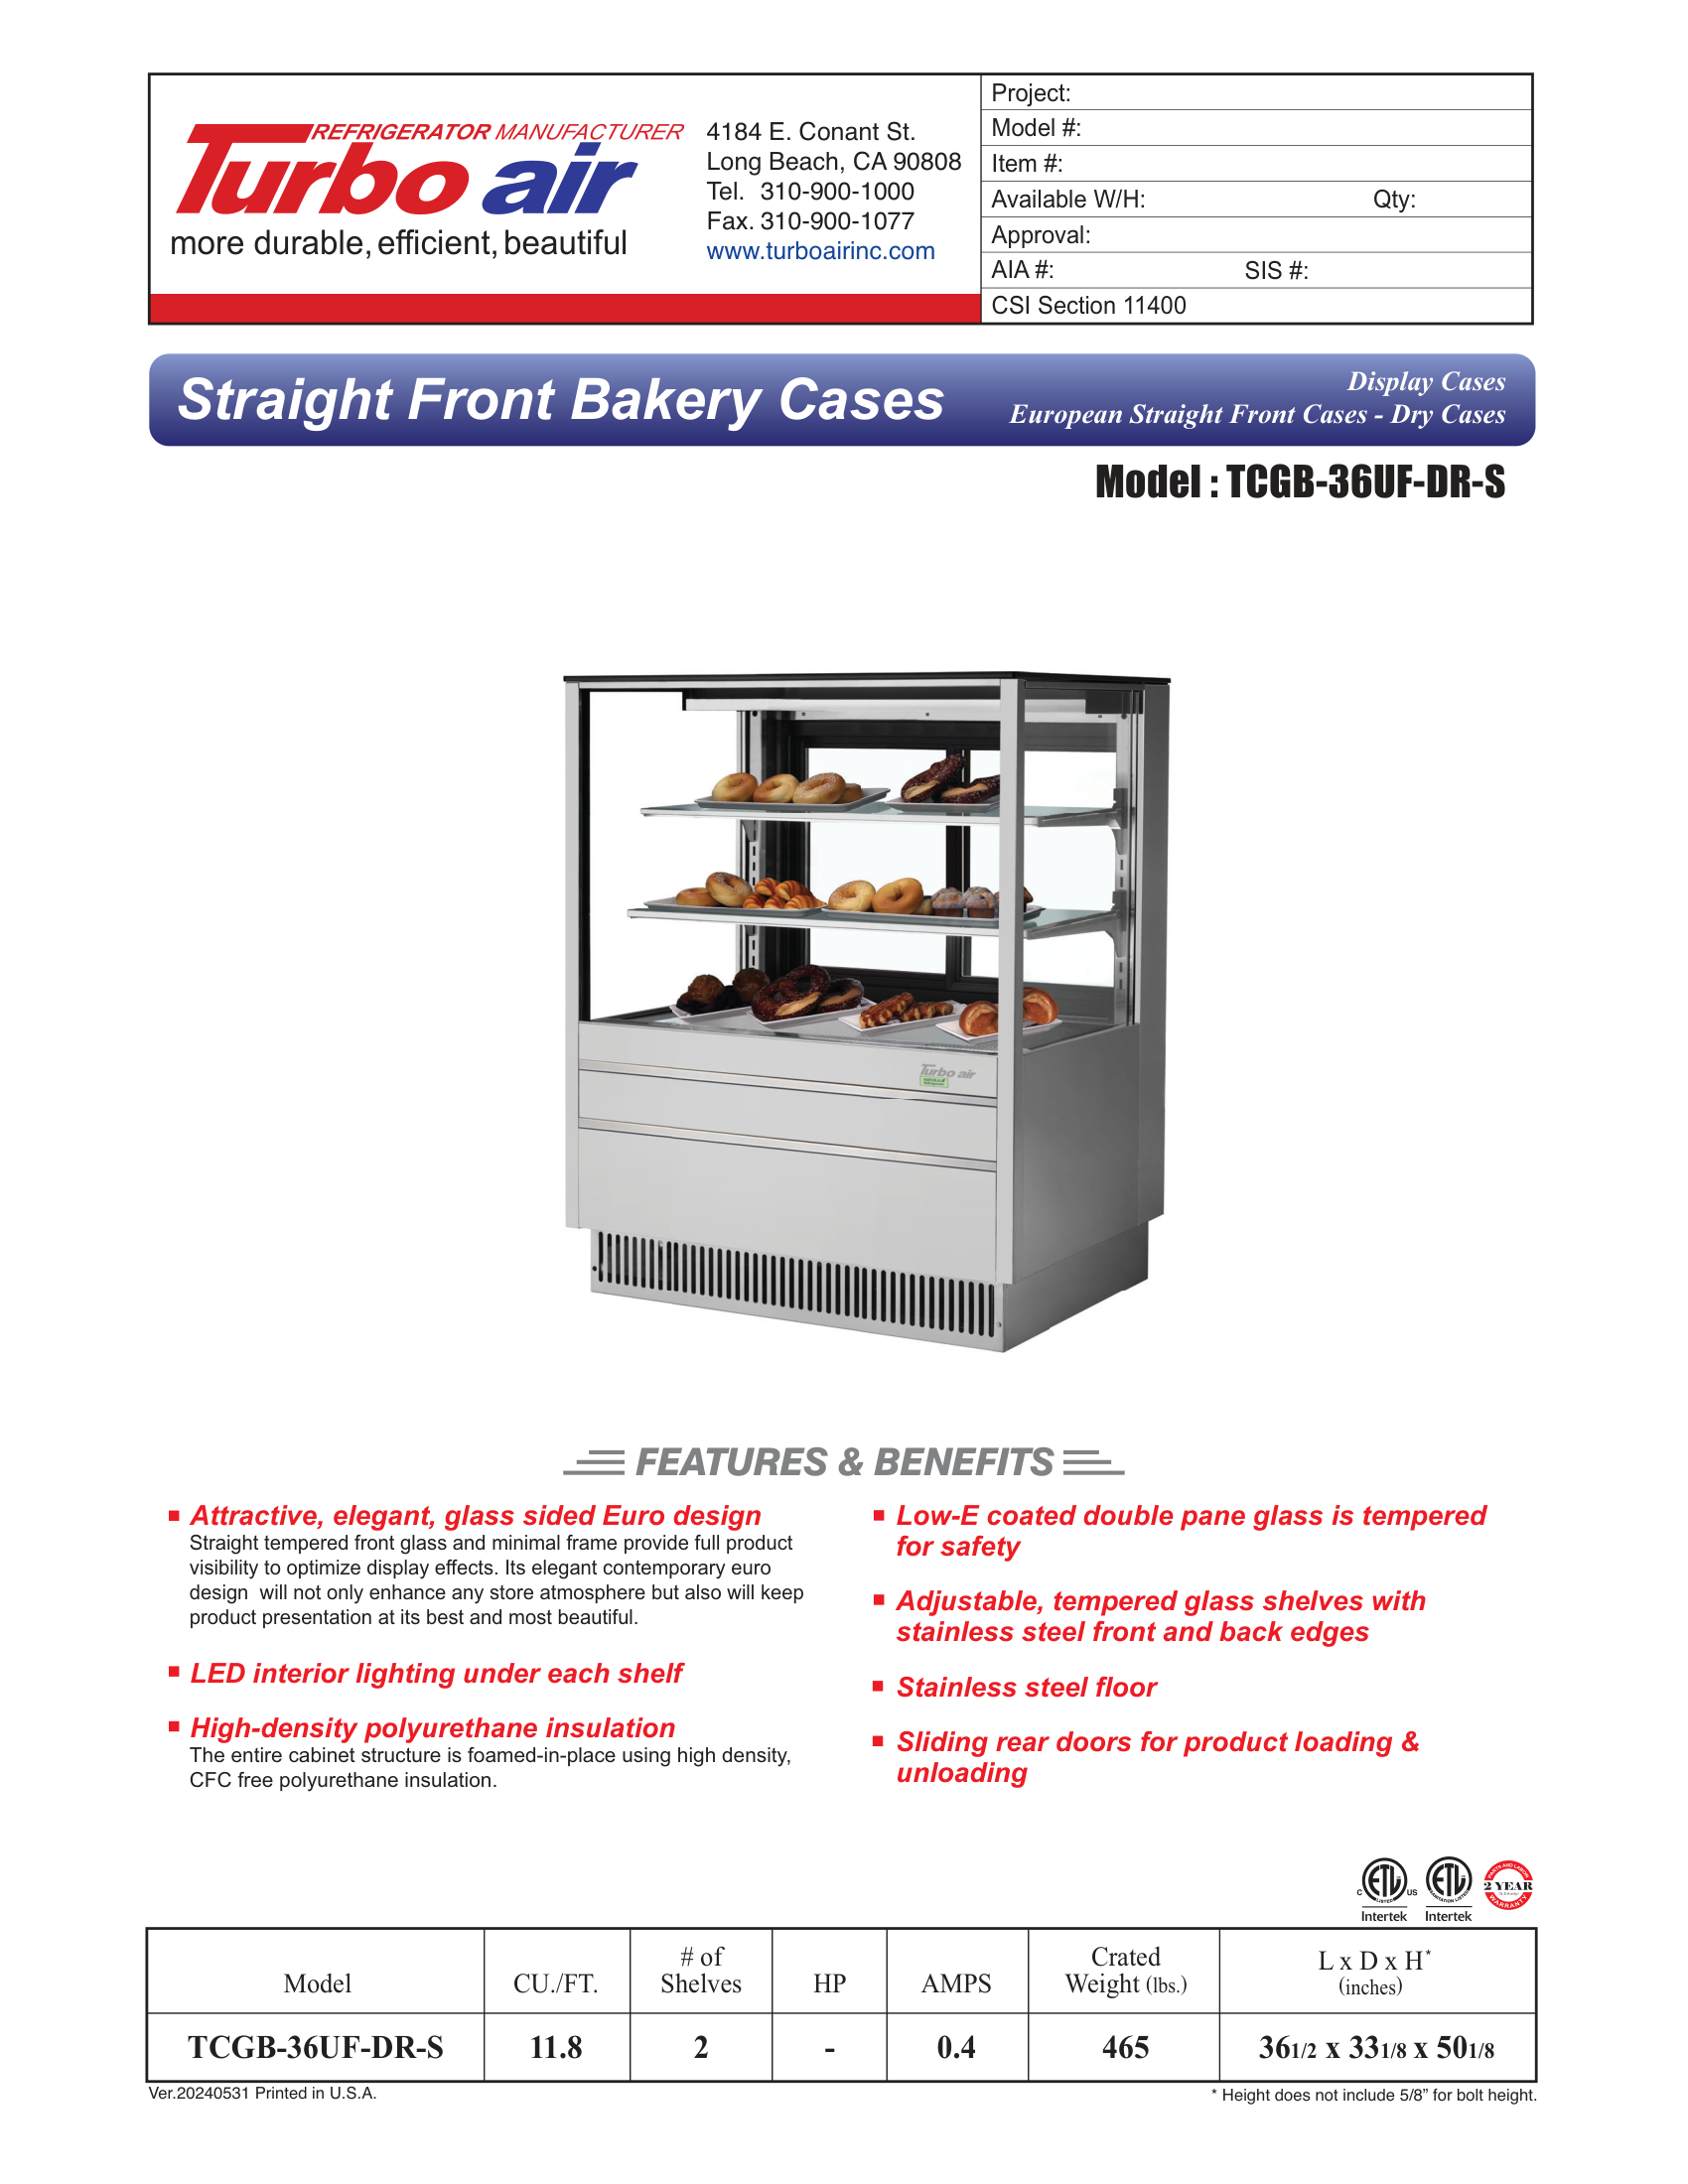 REFRIGERATOR MANUFACTURER
Turbo air
more durable, efficient, beautiful
4184 E. Conant St.
Long Beach, CA 90808
Tel. 310-900-1000
Fax. 310-900-1077
www.turboairinc.com
Project:
Model #:
Item #:
Available W/H: Qty:
Approval:
AIA #: SIS #:
CSI Section 11400
Straight Front Bakery Cases
Display Cases
European Straight Front Cases - Dry Cases
Model : TCGB-36UF-DR-S
Turbo air
FEATURES & BENEFITS
Attractive, elegant, glass sided Euro design
Straight tempered front glass and minimal frame provide full product
visibility to optimize display effects. Its elegant contemporary euro
design will not only enhance any store atmosphere but also will keep
product presentation at its best and most beautiful.
LED interior lighting under each shelf
High-density polyurethane insulation
The entire cabinet structure is foamed-in-place using high density,
CFC free polyurethane insulation.
Low-E coated double pane glass is tempered
for safety
Adjustable, tempered glass shelves with
stainless steel front and back edges
Stainless steel floor
Sliding rear doors for product loading &
unloading
C ETL LISTED US
Intertek
ETL SANITATION LISTED
Intertek
PARTS AND LABOR
2 YEAR
WARRANTY
Model CU./FT. # of Shelves HP AMPS Crated Weight (lbs.) L x D x H* (inches)
TCGB-36UF-DR-S 11.8 2 - 0.4 465 36 1/2 x 33 1/8 x 50 1/8
Ver.20240531 Printed in U.S.A.
* Height does not include 5/8” for bolt height.